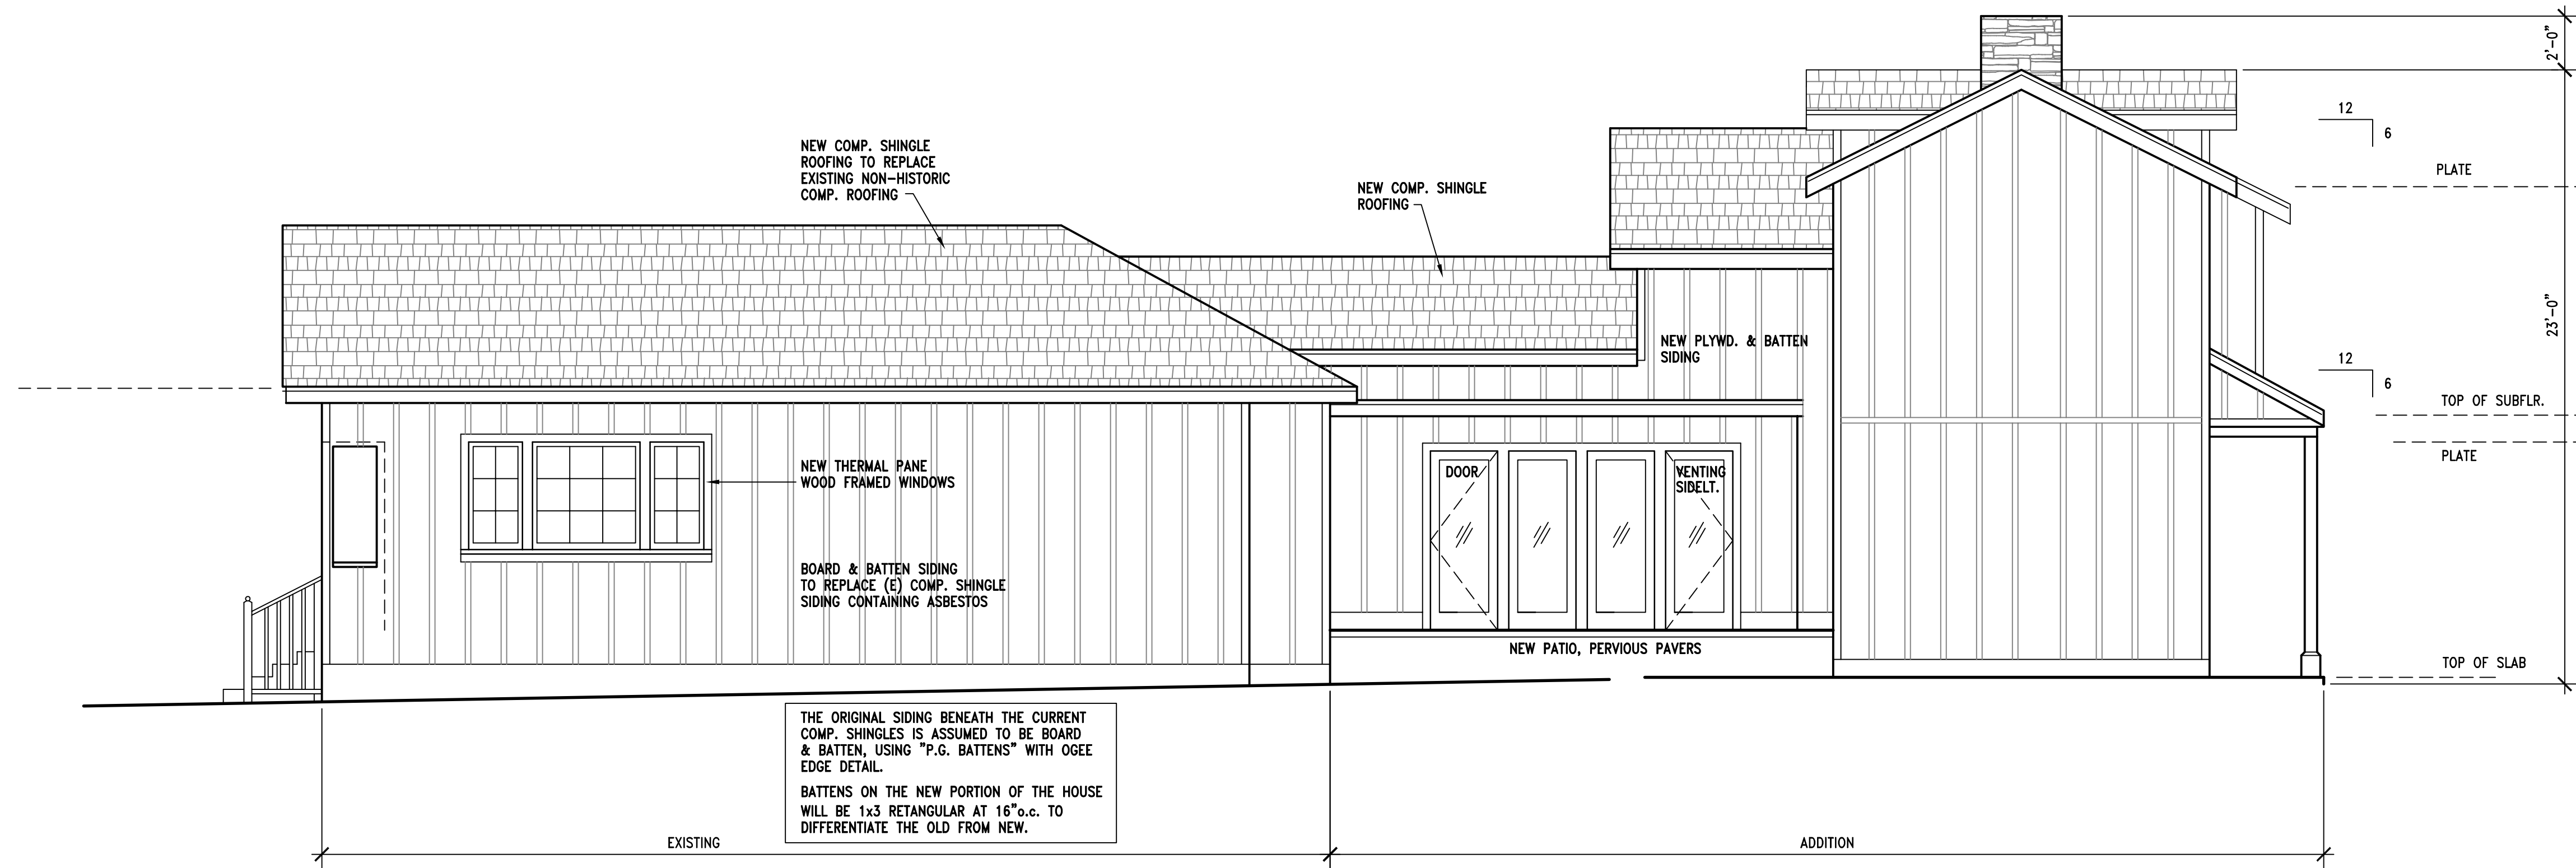 2'-0"
12
6
PLATE
NEW COMP. SHINGLE
ROOFING TO REPLACE
EXISTING NON-HISTORIC
COMP. ROOFING
NEW COMP. SHINGLE
ROOFING
23'-0"
NEW PLYWD. & BATTEN
SIDING
12
6
TOP OF SUBFLR.
PLATE
NEW THERMAL PANE
WOOD FRAMED WINDOWS
DOOR
VENTING
SIDELT.
BOARD & BATTEN SIDING
TO REPLACE (E) COMP. SHINGLE
SIDING CONTAINING ASBESTOS
NEW PATIO, PERVIOUS PAVERS
TOP OF SLAB
THE ORIGINAL SIDING BENEATH THE CURRENT
COMP. SHINGLES IS ASSUMED TO BE BOARD
& BATTEN, USING "P.G. BATTENS" WITH OGEE
EDGE DETAIL.
BATTENS ON THE NEW PORTION OF THE HOUSE
WILL BE 1x3 RETANGULAR AT 16"o.c. TO
DIFFERENTIATE THE OLD FROM NEW.
EXISTING
ADDITION